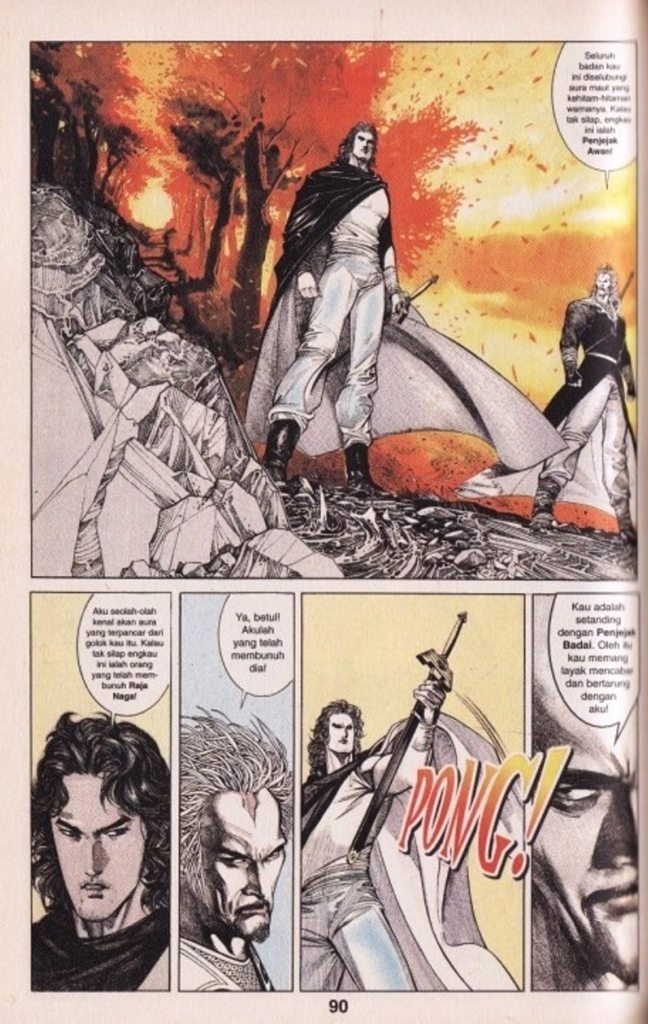 Seluruh
badan kau
ini diselubungi
aura maut yang
kehitam-hitaman
warnanya. Kalau
tak silap, engkau
ini ialah
Penjejak
Awan!
Aku seolah-olah
kenal akan aura
yang terpancar dari
golok kau itu. Kalau
tak silap engkau
ini ialah orang
yang telah mem-
bunuh Raja
Naga!
Ya, betul!
Akulah
yang telah
membunuh
dia!
PONG!
Kau adalah
setanding
dengan Penjejak
Badai. Oleh itu
kau memang
layak mencabar
dan bertarung
dengan
aku!
90